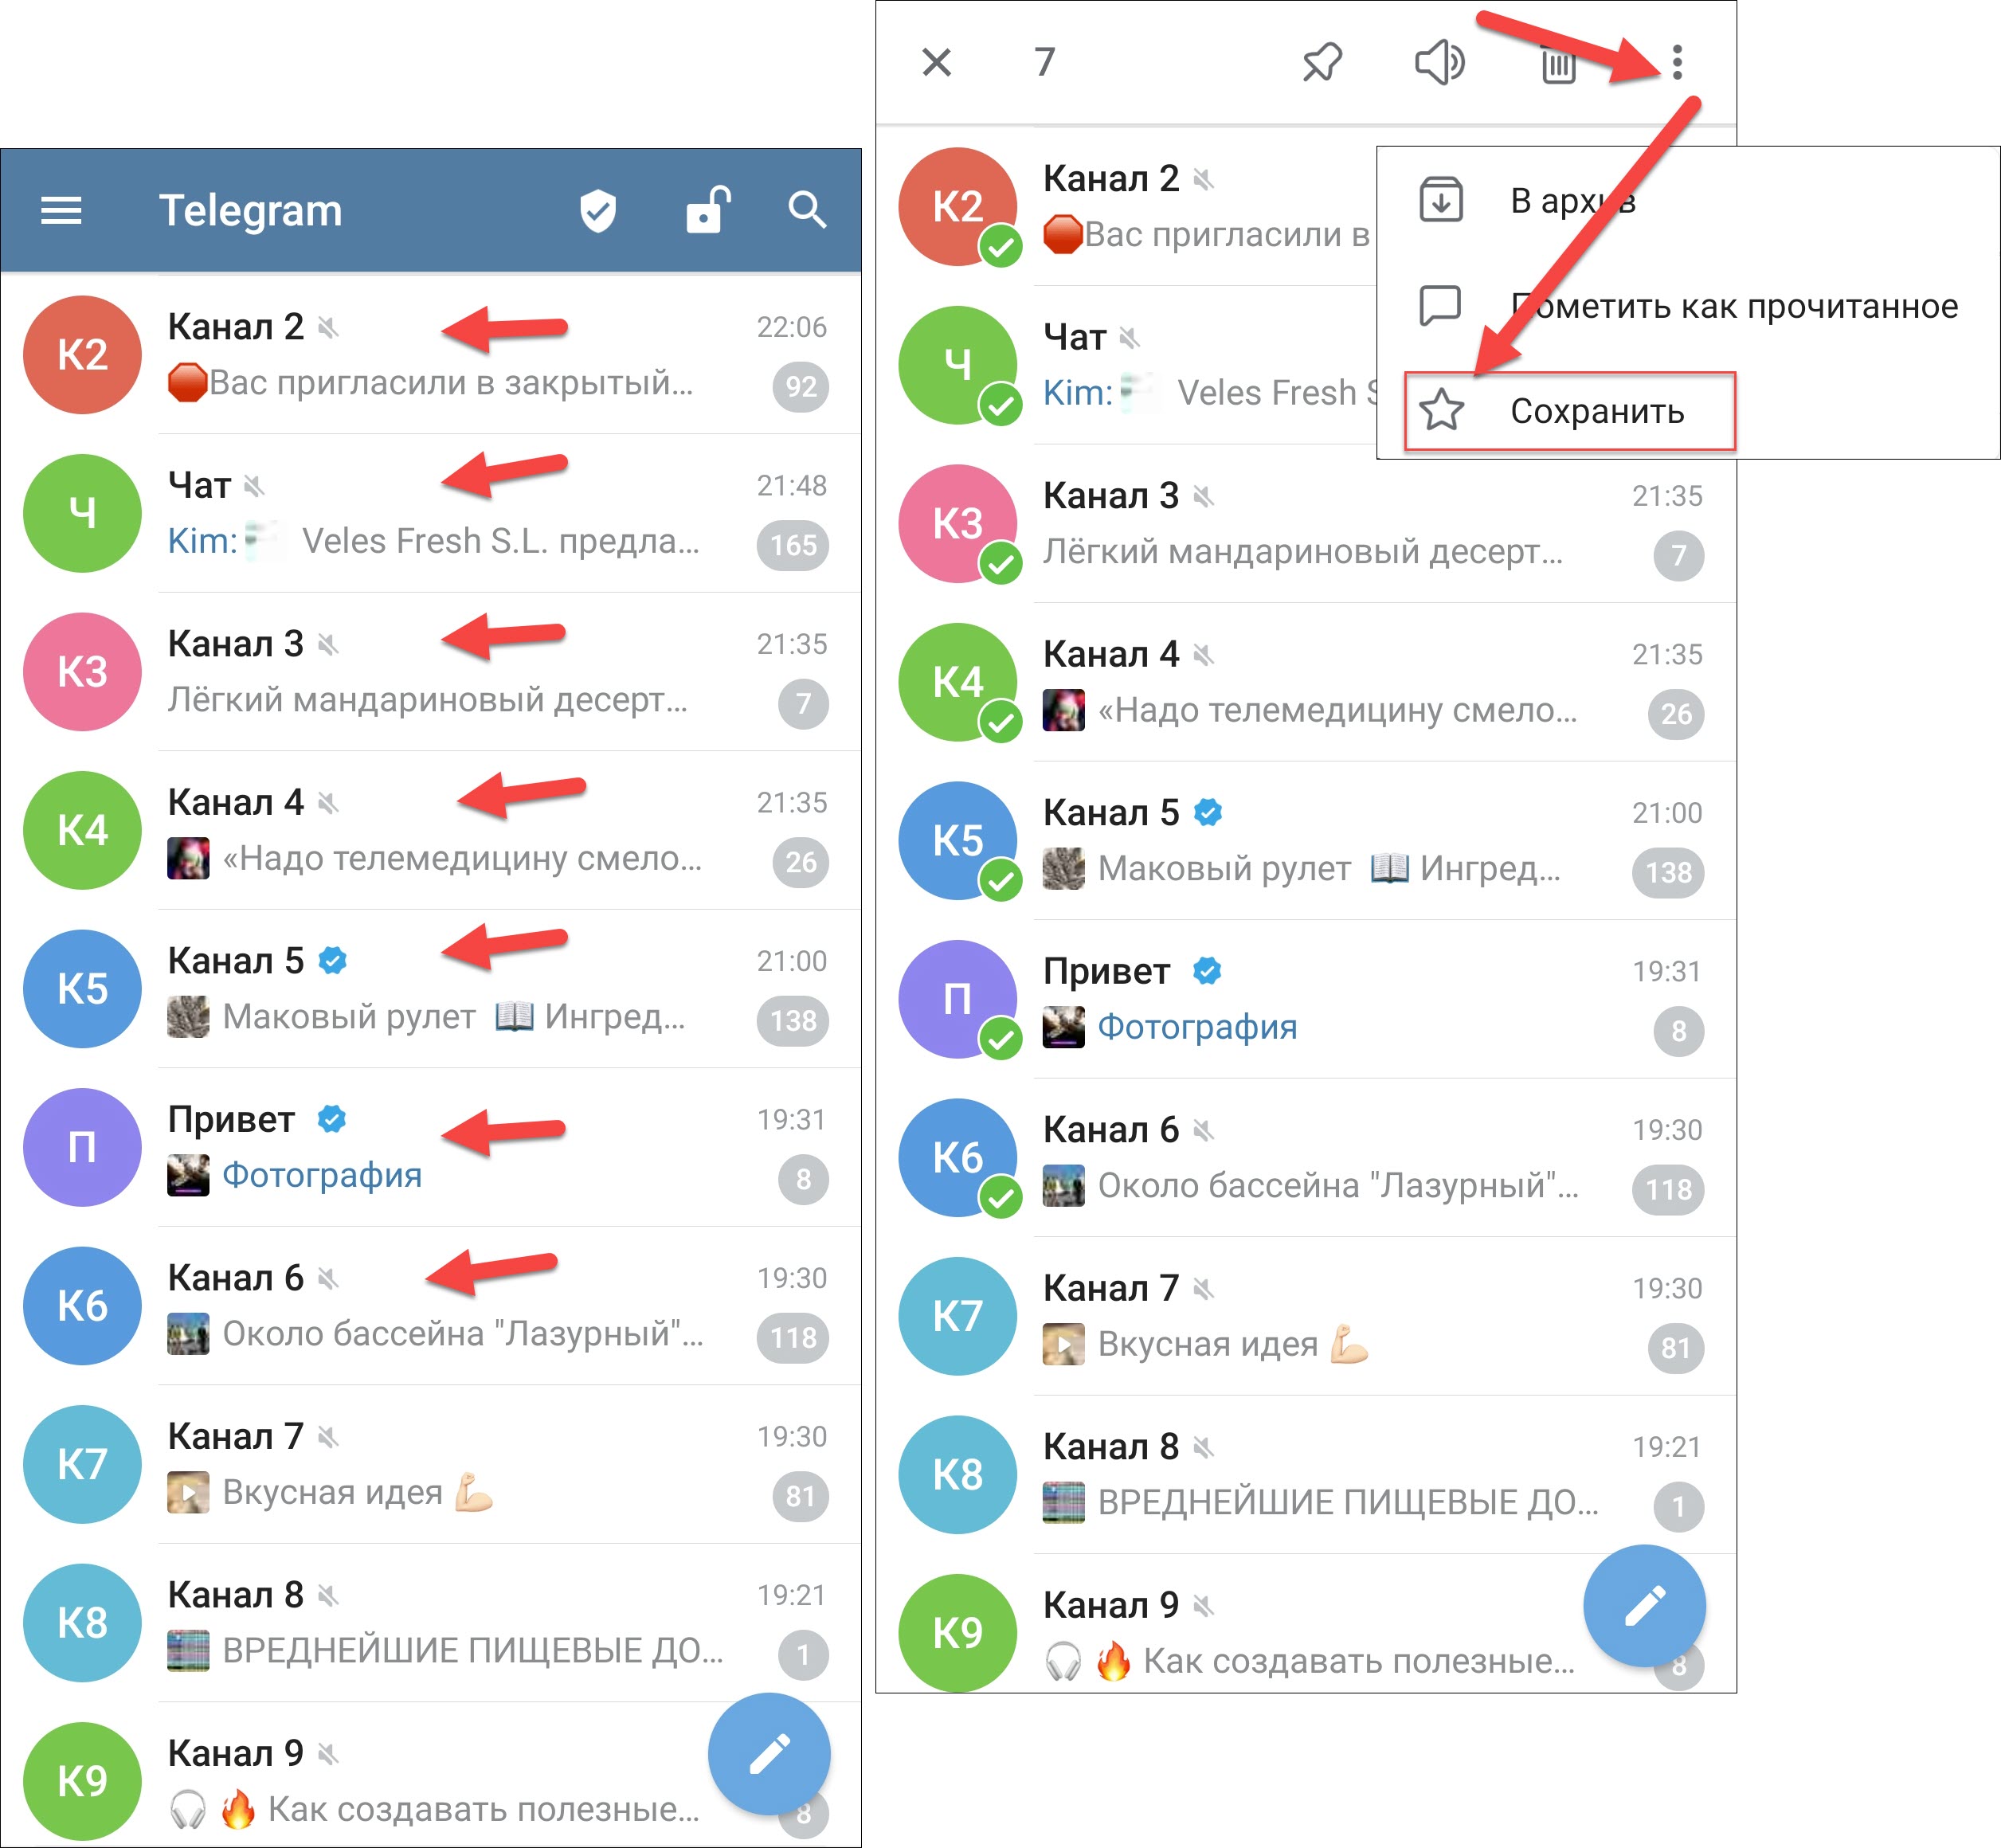 Telegram
К2
Канал 2
22:06
Вас пригласили в закрытый...
92
Ч
Чат
21:48
Kim: Veles Fresh S.L. предла...
165
К3
Канал 3
21:35
Лёгкий мандариновый десерт...
7
К4
Канал 4
21:35
«Надо телемедицину смело...
26
К5
Канал 5
21:00
Маковый рулет Ингред...
138
П
Привет
19:31
Фотография
8
К6
Канал 6
19:30
Около бассейна "Лазурный"...
118
К7
Канал 7
19:30
Вкусная идея
81
К8
Канал 8
19:21
ВРЕДНЕЙШИЕ ПИЩЕВЫЕ ДО...
1
К9
Канал 9
Как создавать полезные...
8
7
К2
Канал 2
Вас пригласили в
Ч
Чат
Kim: Veles Fresh S
В архив
Пометить как прочитанное
Сохранить
К3
Канал 3
21:35
Лёгкий мандариновый десерт...
7
К4
Канал 4
21:35
«Надо телемедицину смело...
26
К5
Канал 5
21:00
Маковый рулет Ингред...
138
П
Привет
19:31
Фотография
8
К6
Канал 6
19:30
Около бассейна "Лазурный"...
118
К7
Канал 7
19:30
Вкусная идея
81
К8
Канал 8
19:21
ВРЕДНЕЙШИЕ ПИЩЕВЫЕ ДО...
1
К9
Канал 9
Как создавать полезные...
8